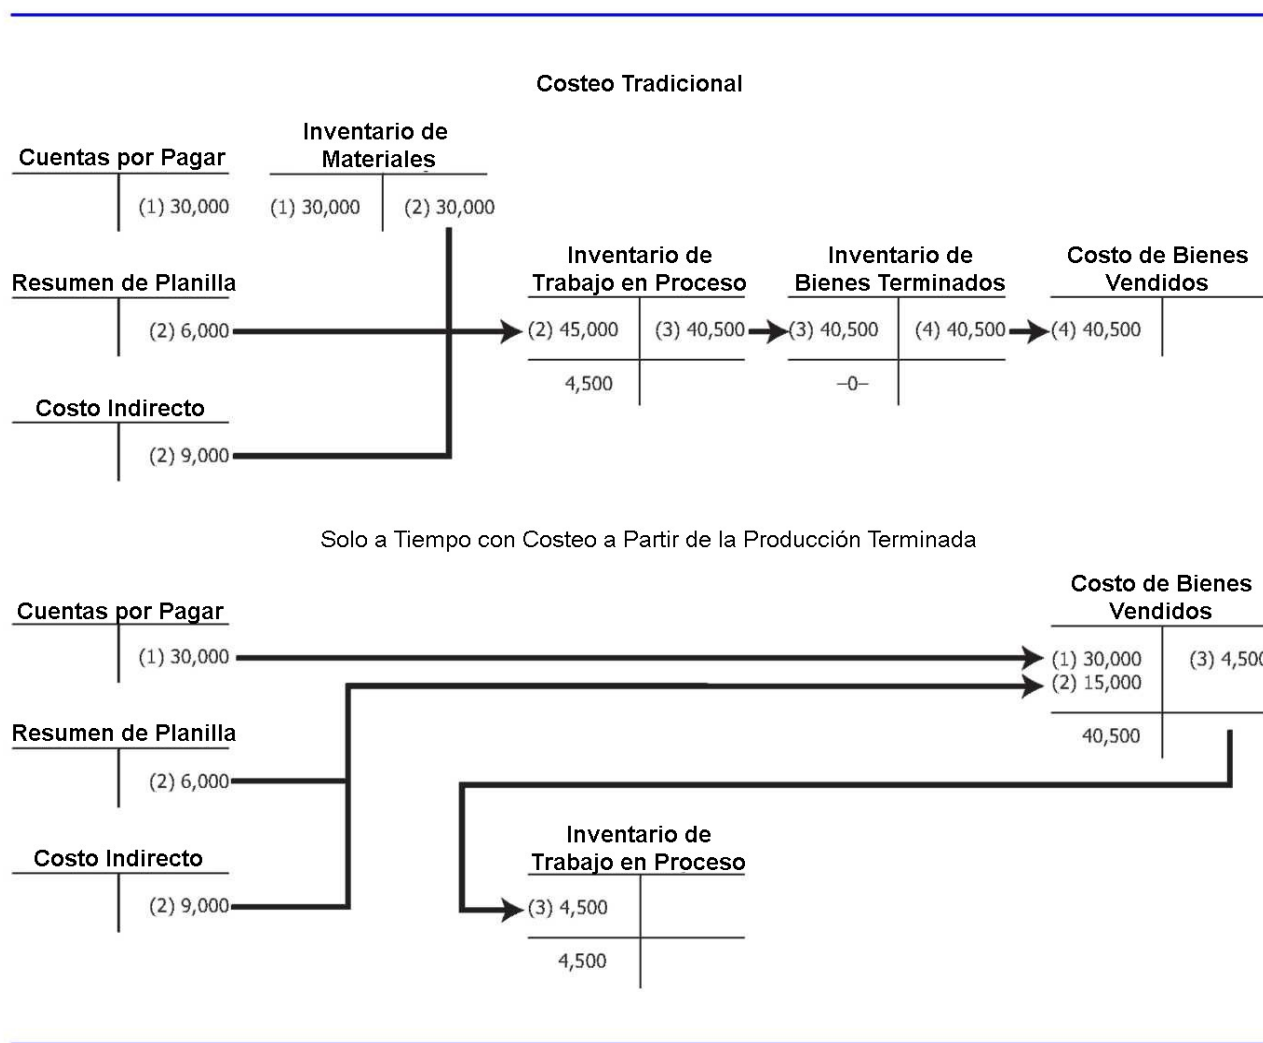 Costeo Tradicional
Cuentas por Pagar
(1) 30,000
Inventario de
Materiales
(1) 30,000 (2) 30,000
Resumen de Planilla
(2) 6,000
Inventario de
Trabajo en Proceso
(2) 45,000 (3) 40,500
4,500
Inventario de
Bienes Terminados
(3) 40,500 (4) 40,500
–0–
Costo de Bienes
Vendidos
(4) 40,500
Costo Indirecto
(2) 9,000
Solo a Tiempo con Costeo a Partir de la Producción Terminada
Cuentas por Pagar
(1) 30,000
Costo de Bienes
Vendidos
(1) 30,000 (3) 4,500
(2) 15,000
40,500
Resumen de Planilla
(2) 6,000
Costo Indirecto
(2) 9,000
Inventario de
Trabajo en Proceso
(3) 4,500
4,500